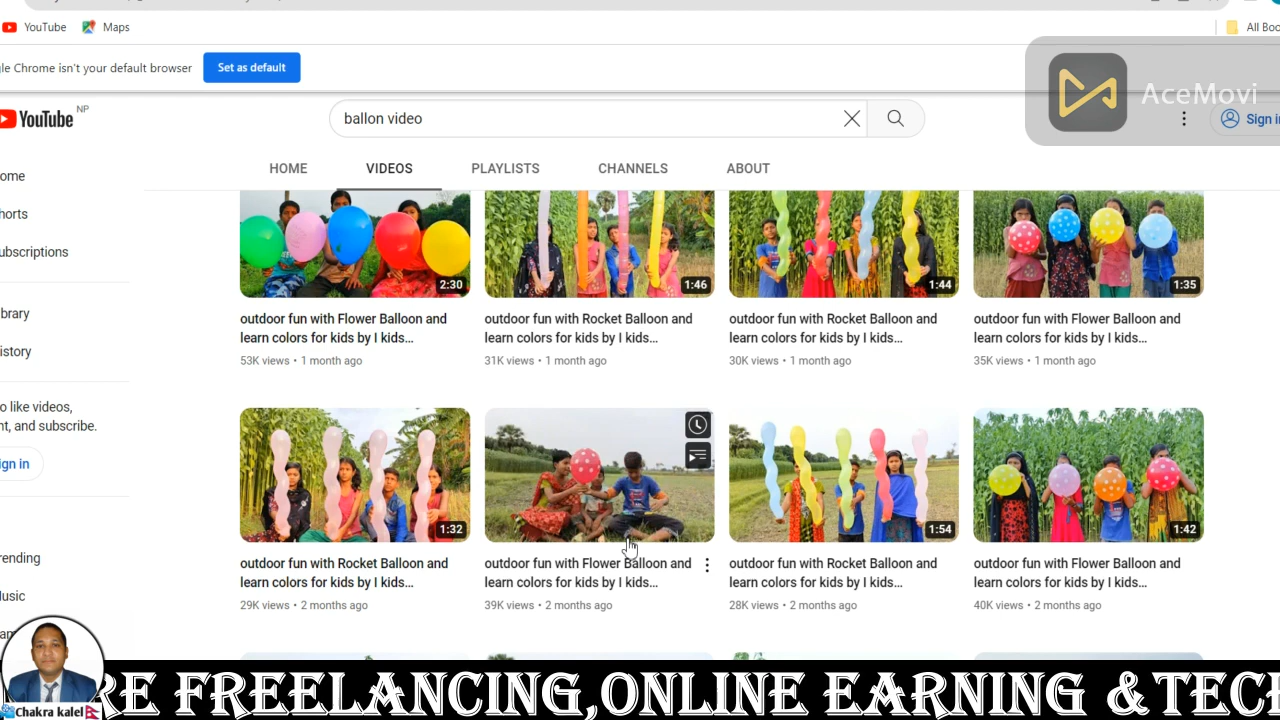 YouTube
Maps
All Boo
le Chrome isn't your default browser
Set as default
AceMovi
YouTube NP
ballon video
Sign in
ome
HOME
VIDEOS
PLAYLISTS
CHANNELS
ABOUT
horts
ubscriptions
brary
istory
o like videos,
nt, and subscribe.
ign in
rending
usic
am
2:30
1:46
1:44
1:35
outdoor fun with Flower Balloon and
learn colors for kids by I kids...
53K views • 1 month ago
outdoor fun with Rocket Balloon and
learn colors for kids by I kids...
31K views • 1 month ago
outdoor fun with Rocket Balloon and
learn colors for kids by I kids...
30K views • 1 month ago
outdoor fun with Flower Balloon and
learn colors for kids by I kids...
35K views • 1 month ago
1:32
1:54
1:42
outdoor fun with Rocket Balloon and
learn colors for kids by I kids...
29K views • 2 months ago
outdoor fun with Flower Balloon and
learn colors for kids by I kids...
39K views • 2 months ago
outdoor fun with Rocket Balloon and
learn colors for kids by I kids...
28K views • 2 months ago
outdoor fun with Flower Balloon and
learn colors for kids by I kids...
40K views • 2 months ago
RE FREELANCING,ONLINE EARNING &TECH
Chakra kalel